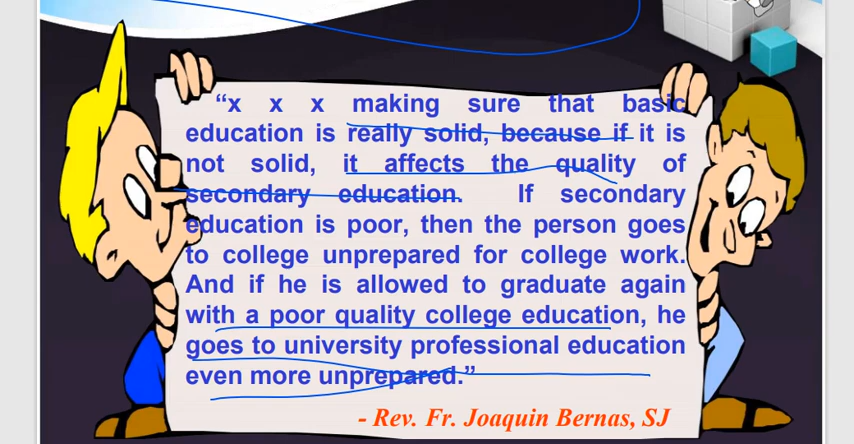 “x x x making sure that basic
education is really solid, because if it is
not solid, it affects the quality of
secondary education. If secondary
education is poor, then the person goes
to college unprepared for college work.
And if he is allowed to graduate again
with a poor quality college education, he
goes to university professional education
even more unprepared.”
- Rev. Fr. Joaquin Bernas, SJ